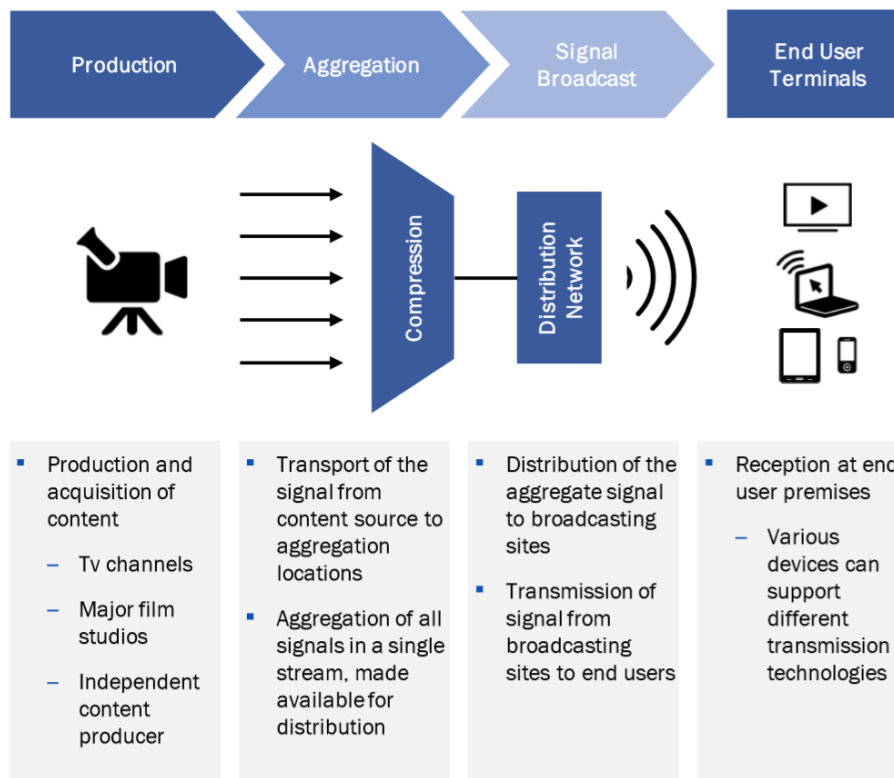 Production
Aggregation
Signal
Broadcast
End User
Terminals
Compression
Distribution
Network
▪ Production and
acquisition of
content
– Tv channels
– Major film
studios
– Independent
content
producer
▪ Transport of the
signal from
content source to
aggregation
locations
▪ Aggregation of all
signals in a single
stream, made
available for
distribution
▪ Distribution of the
aggregate signal
to broadcasting
sites
▪ Transmission of
signal from
broadcasting
sites to end users
▪ Reception at end
user premises
– Various
devices can
support
different
transmission
technologies